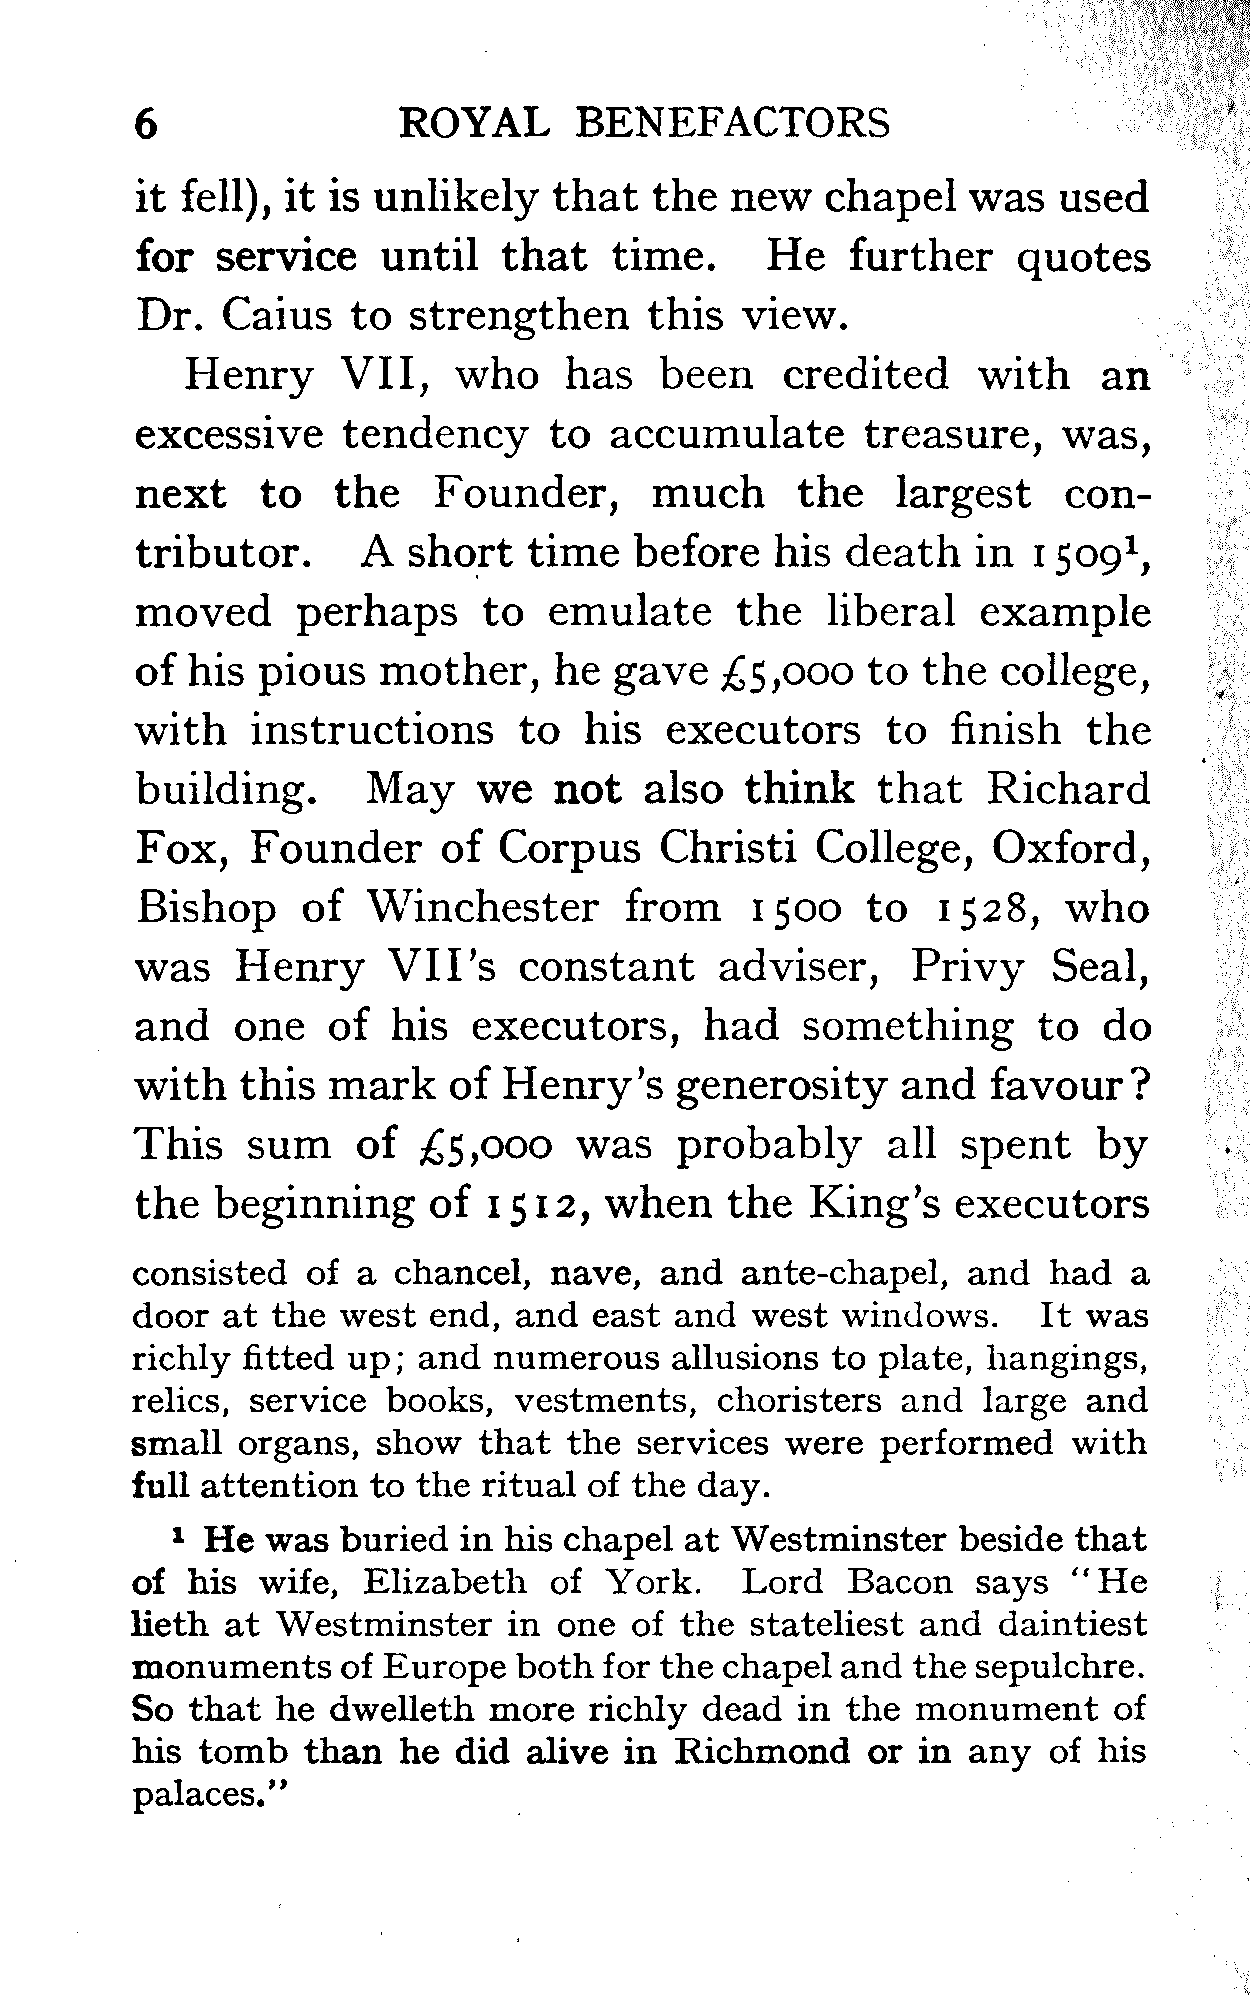 6 ROYAL BENEFACTORS
it fell), it is unlikely that the new chapel was used
for service until that time. He further quotes
Dr. Caius to strengthen this view.
Henry VII, who has been credited with an
excessive tendency to accumulate treasure, was,
next to the Founder, much the largest con-
tributor. A short time before his death in 1509¹,
moved perhaps to emulate the liberal example
of his pious mother, he gave £5,000 to the college,
with instructions to his executors to finish the
building. May we not also think that Richard
Fox, Founder of Corpus Christi College, Oxford,
Bishop of Winchester from 1500 to 1528, who
was Henry VII's constant adviser, Privy Seal,
and one of his executors, had something to do
with this mark of Henry's generosity and favour?
This sum of £5,000 was probably all spent by
the beginning of 1512, when the King's executors
consisted of a chancel, nave, and ante-chapel, and had a
door at the west end, and east and west windows. It was
richly fitted up; and numerous allusions to plate, hangings,
relics, service books, vestments, choristers and large and
small organs, show that the services were performed with
full attention to the ritual of the day.
¹ He was buried in his chapel at Westminster beside that
of his wife, Elizabeth of York. Lord Bacon says "He
lieth at Westminster in one of the stateliest and daintiest
monuments of Europe both for the chapel and the sepulchre.
So that he dwelleth more richly dead in the monument of
his tomb than he did alive in Richmond or in any of his
palaces."